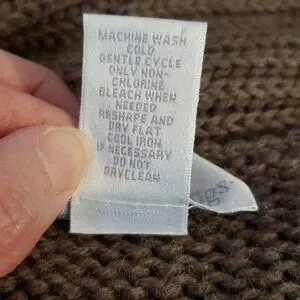 MACHINE WASH
COLD
GENTLE CYCLE
ONLY NON-
CHLORINE
BLEACH WHEN
NEEDED
RESHAPE AND
DRY FLAT
COOL IRON
IF NECESSARY
DO NOT
DRYCLEAN